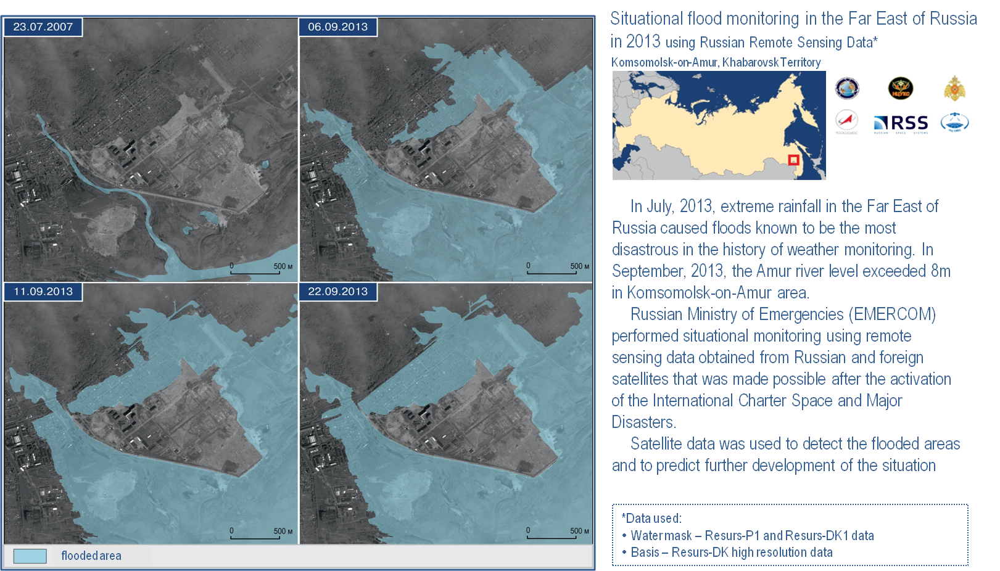 23.07.2007
06.09.2013
0 500 м
0 500 м
11.09.2013
22.09.2013
0 500 м
0 500 м
flooded area
Situational flood monitoring in the Far East of Russia
in 2013 using Russian Remote Sensing Data*
Komsomolsk-on-Amur, Khabarovsk Territory
НЦУКС
РОСКОСМОС
RSS
RUSSIAN SPACE SYSTEMS
In July, 2013, extreme rainfall in the Far East of
Russia caused floods known to be the most
disastrous in the history of weather monitoring. In
September, 2013, the Amur river level exceeded 8m
in Komsomolsk-on-Amur area.
Russian Ministry of Emergencies (EMERCOM)
performed situational monitoring using remote
sensing data obtained from Russian and foreign
satellites that was made possible after the activation
of the International Charter Space and Major
Disasters.
Satellite data was used to detect the flooded areas
and to predict further development of the situation
*Data used:
• Water mask – Resurs-P1 and Resurs-DK1 data
• Basis – Resurs-DK high resolution data